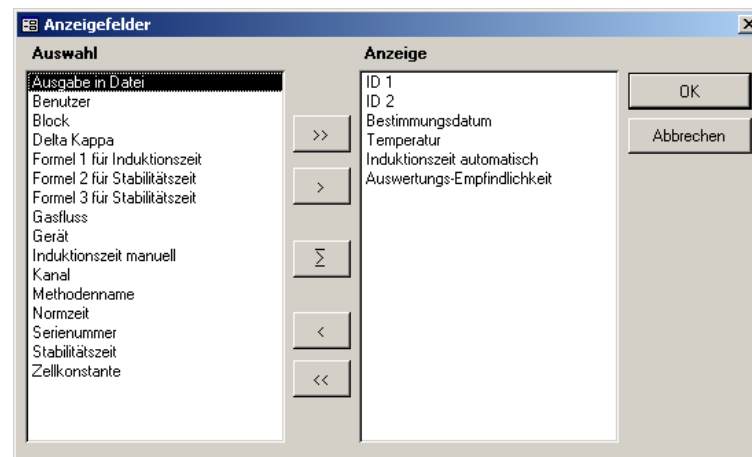 Anzeigefelder
Auswahl
Ausgabe in Datei
Benutzer
Block
Delta Kappa
Formel 1 für Induktionszeit
Formel 2 für Stabilitätszeit
Formel 3 für Stabilitätszeit
Gasfluss
Gerät
Induktionszeit manuell
Kanal
Methodenname
Normzeit
Serienummer
Stabilitätszeit
Zellkonstante
>>
>
Σ
<
<<
Anzeige
ID 1
ID 2
Bestimmungsdatum
Temperatur
Induktionszeit automatisch
Auswertungs-Empfindlichkeit
OK
Abbrechen